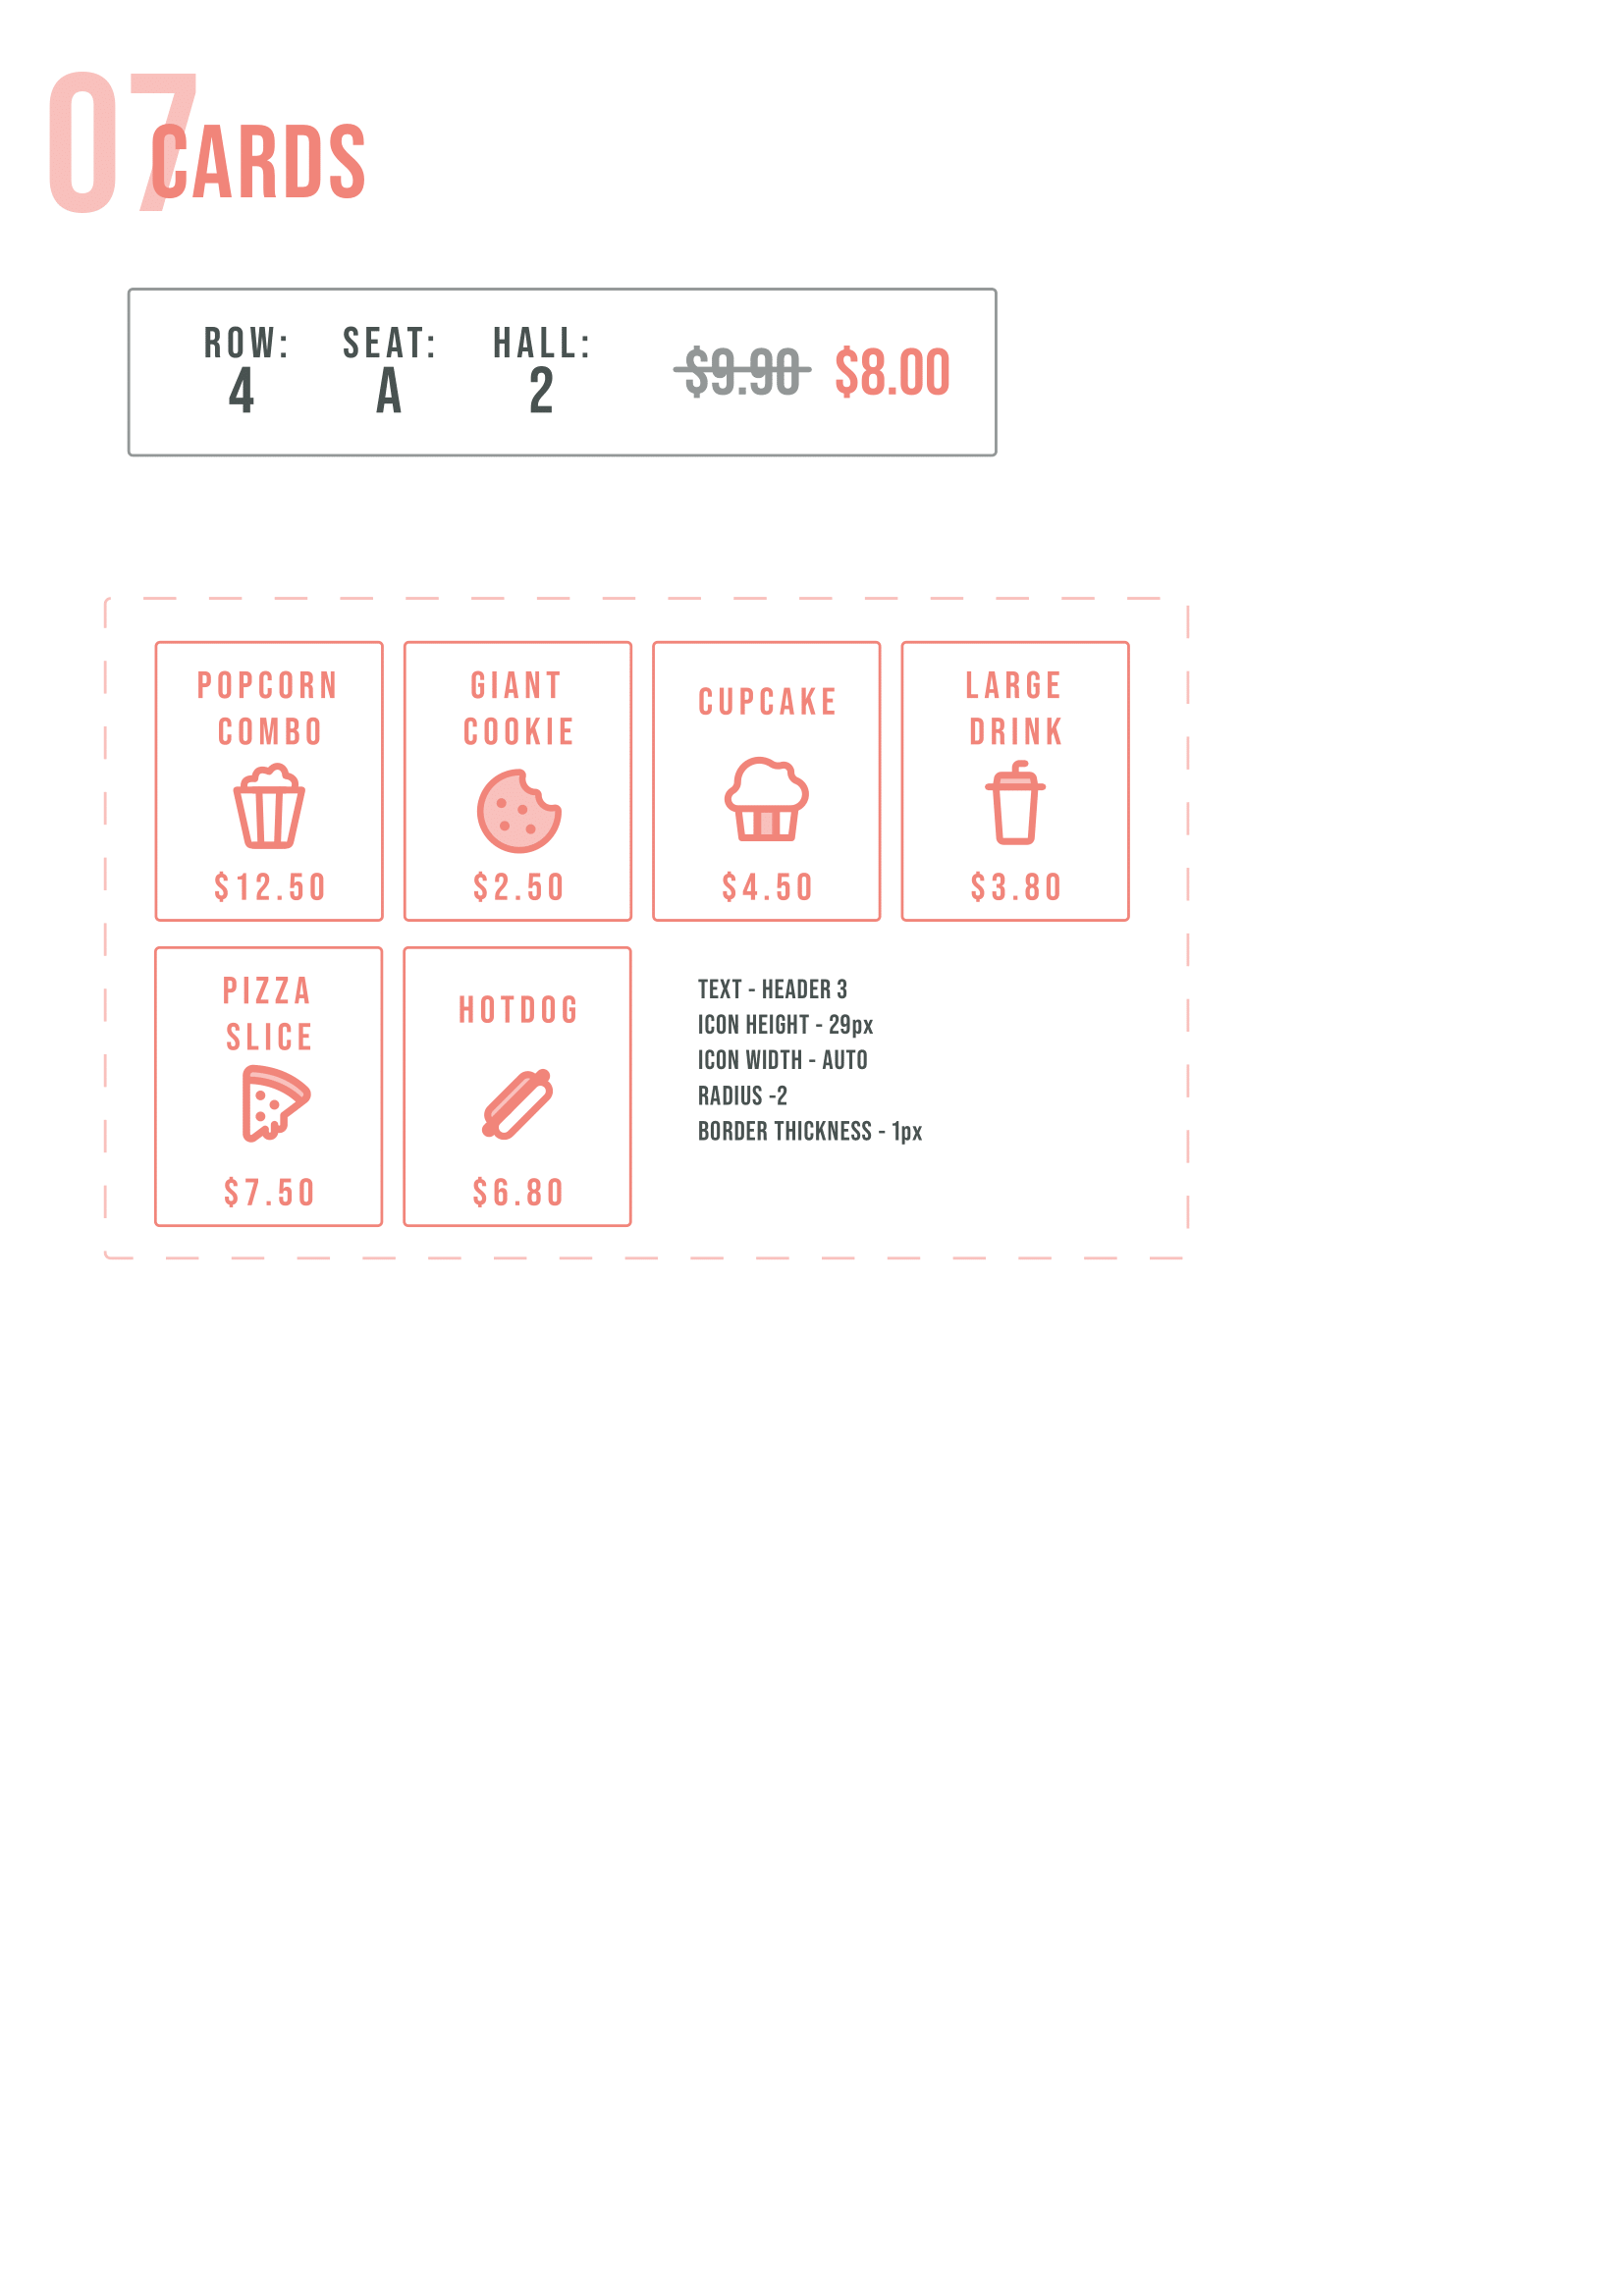 07
CARDS
ROW: SEAT: HALL:
4 A 2
$9.90 $8.00
POPCORN
COMBO
$12.50
GIANT
COOKIE
$2.50
CUPCAKE
$4.50
LARGE
DRINK
$3.80
PIZZA
SLICE
$7.50
HOTDOG
$6.80
TEXT - HEADER 3
ICON HEIGHT - 29px
ICON WIDTH - AUTO
RADIUS -2
BORDER THICKNESS - 1px